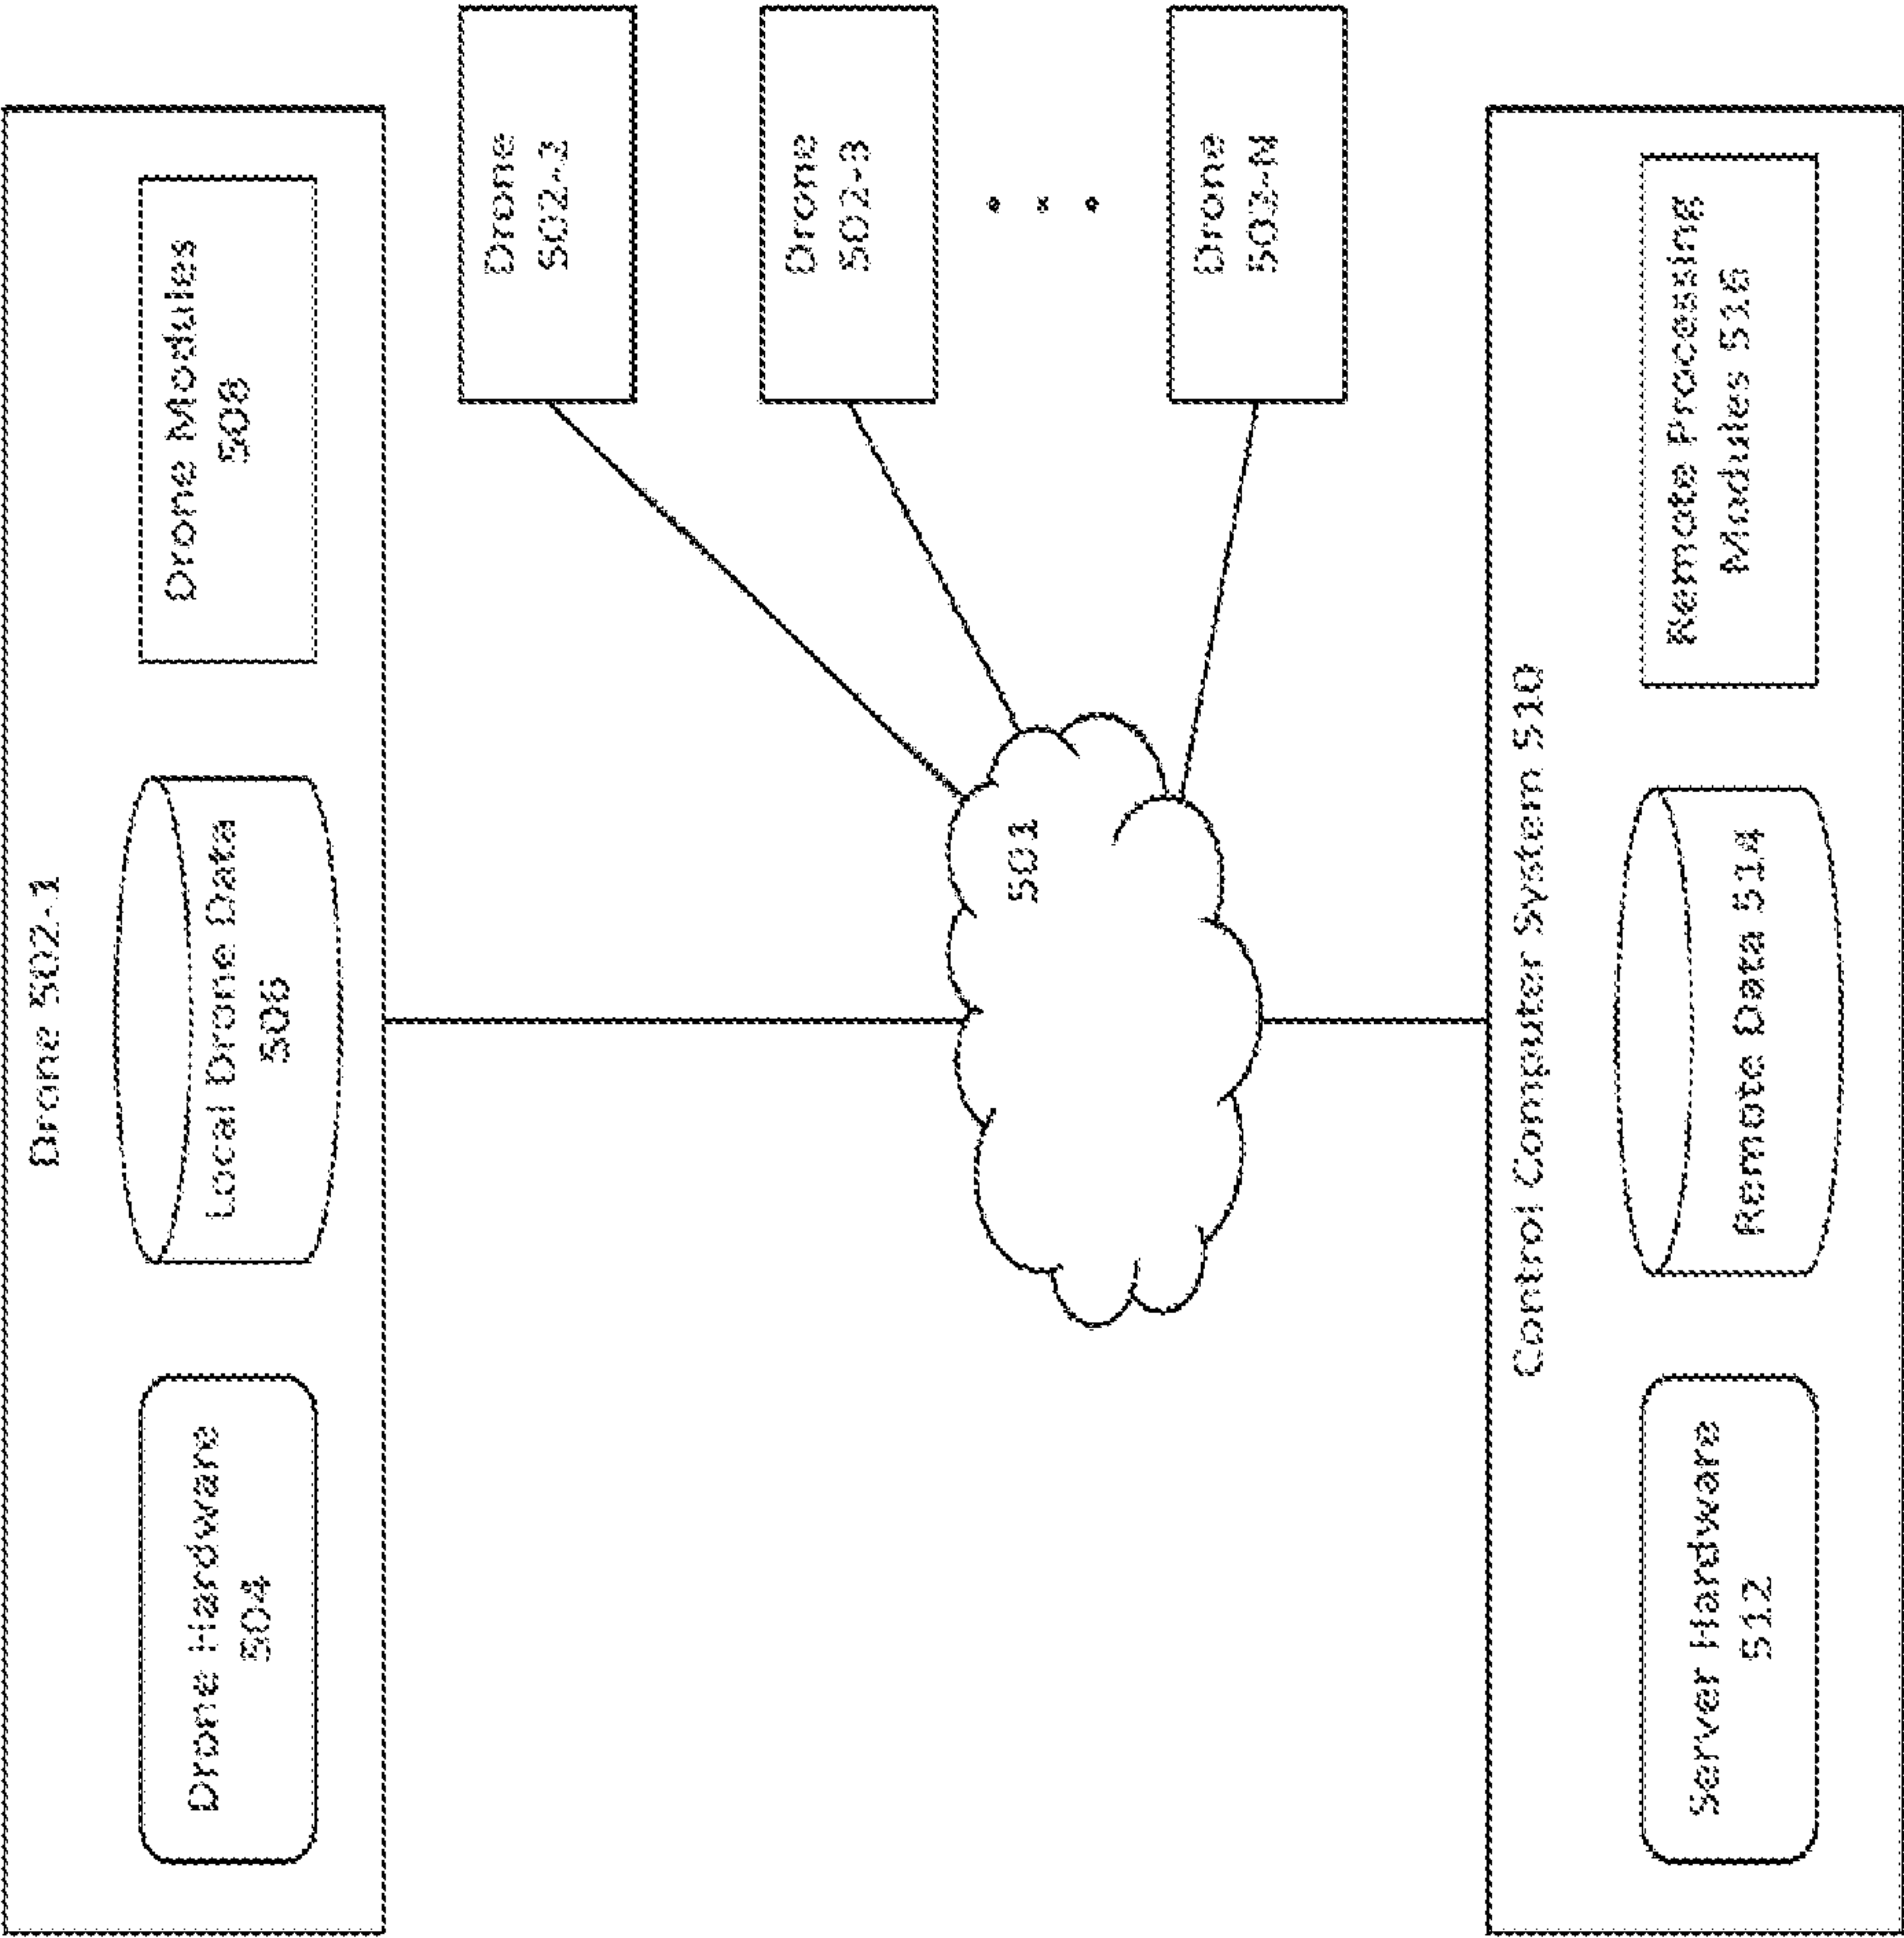 Drone 502-1
Drone Hardware
504
Local Drone Data
506
Drone Modules
508
Drone
502-2
Drone
502-3
Drone
502-N
501
Control Computer System 510
Server Hardware
512
Remote Data 514
Remote Processing
Modules 516